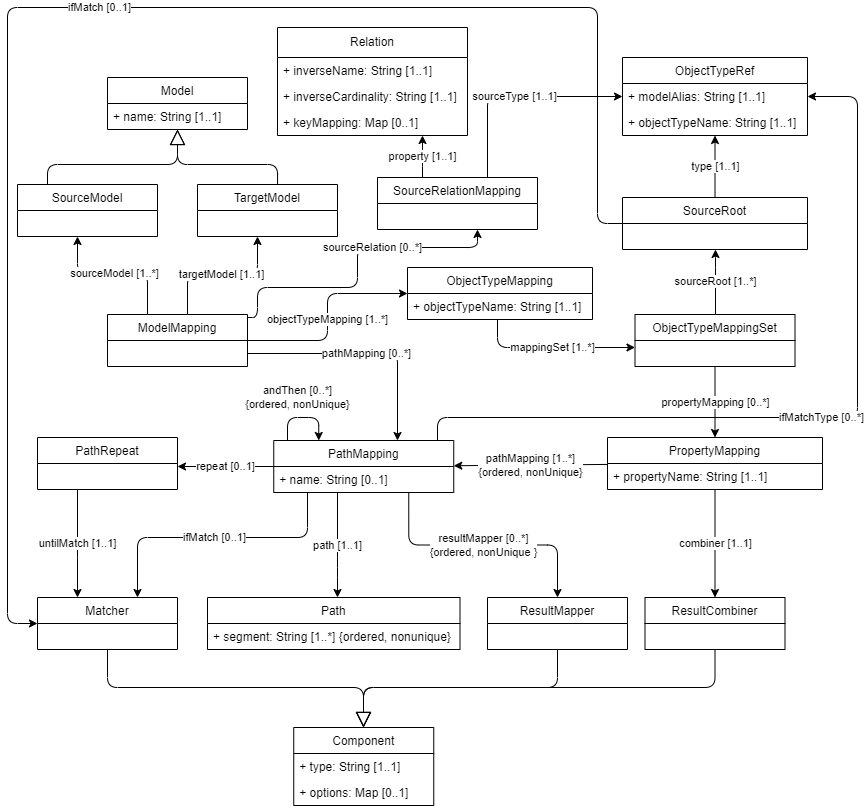 ifMatch [0..1]
Relation
+ inverseName: String [1..1]
+ inverseCardinality: String [1..1]
+ keyMapping: Map [0..1]
sourceType [1..1]
ObjectTypeRef
+ modelAlias: String [1..1]
+ objectTypeName: String [1..1]
Model
+ name: String [1..1]
property [1..1]
type [1..1]
SourceModel
TargetModel
SourceRelationMapping
SourceRoot
sourceRelation [0..*]
sourceModel [1..*]
targetModel [1..1]
ObjectTypeMapping
+ objectTypeName: String [1..1]
sourceRoot [1..*]
ModelMapping
objectTypeMapping [1..*]
mappingSet [1..*]
ObjectTypeMappingSet
pathMapping [0..*]
andThen [0..*]
{ordered, nonUnique}
propertyMapping [0..*]
ifMatchType [0..*]
PathRepeat
repeat [0..1]
PathMapping
+ name: String [0..1]
pathMapping [1..*]
{ordered, nonUnique}
PropertyMapping
+ propertyName: String [1..1]
untilMatch [1..1]
ifMatch [0..1]
path [1..1]
resultMapper [0..*]
{ordered, nonUnique }
combiner [1..1]
Matcher
Path
+ segment: String [1..*] {ordered, nonunique}
ResultMapper
ResultCombiner
Component
+ type: String [1..1]
+ options: Map [0..1]